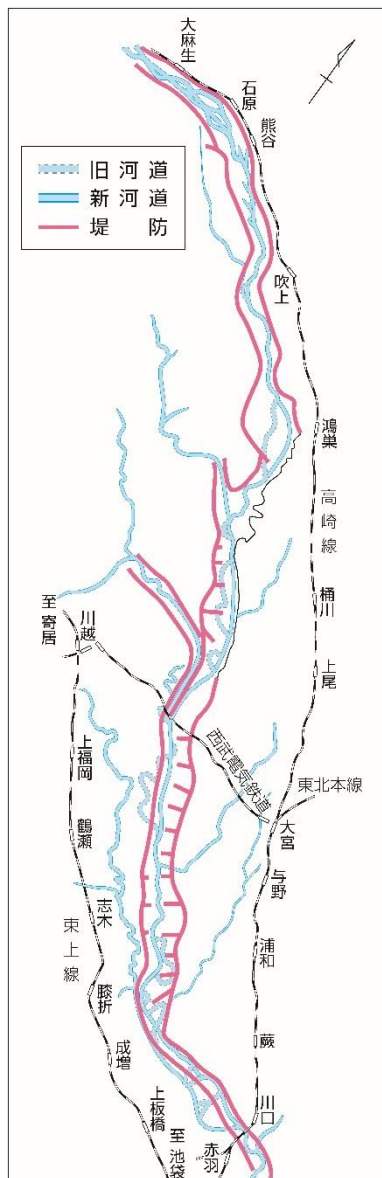 大麻生
石原
熊谷
旧河道
新河道
堤防
吹上
鴻巣
高崎線
桶川
至寄居
川越
上尾
西武電気鉄道
東北本線
大宮
上福岡
鶴瀬
与野
志木
東上線
浦和
膝折
成増
蕨
上板橋
川口
至池袋
赤羽